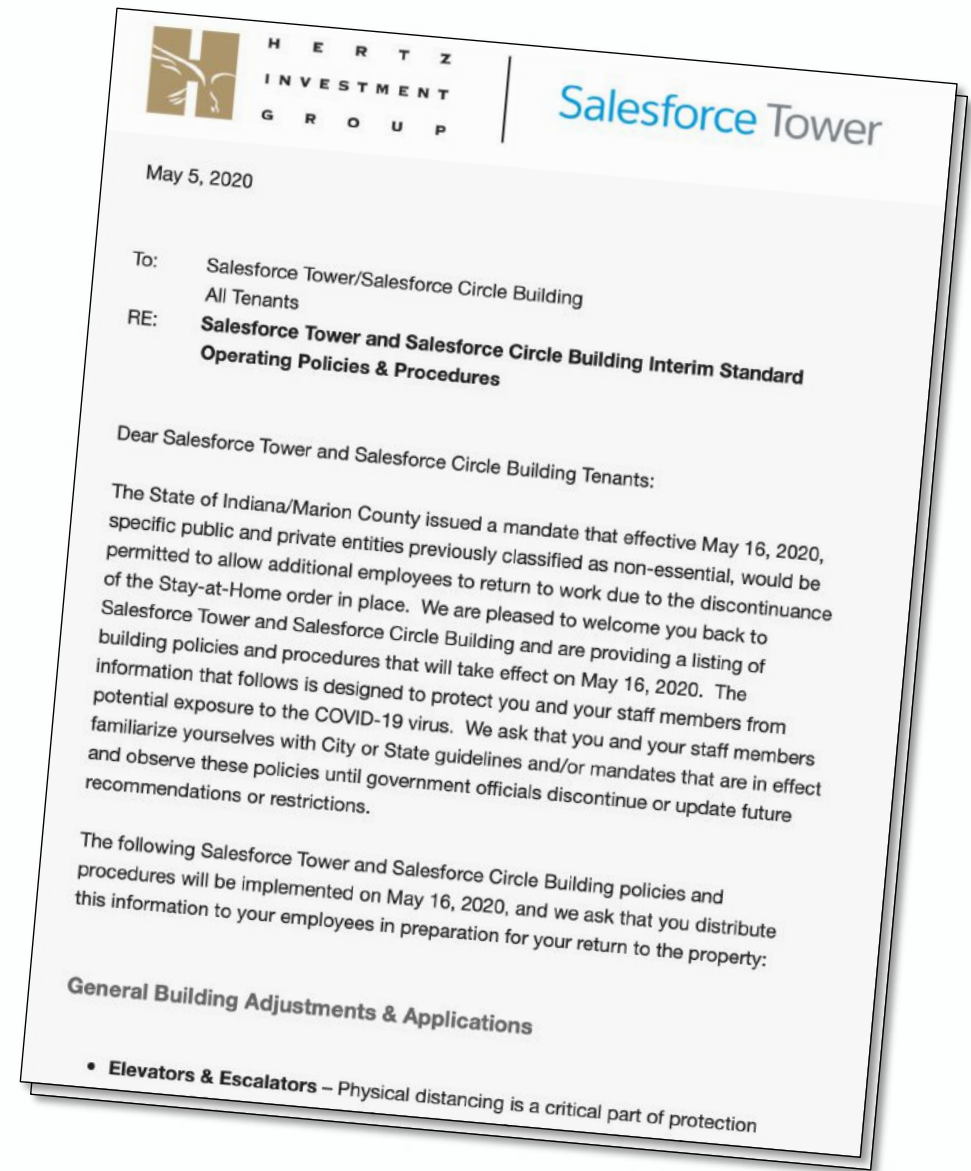 HERTZ
INVESTMENT
GROUP
Salesforce Tower
May 5, 2020
To: Salesforce Tower/Salesforce Circle Building
All Tenants
RE: Salesforce Tower and Salesforce Circle Building Interim Standard
Operating Policies & Procedures
Dear Salesforce Tower and Salesforce Circle Building Tenants:
The State of Indiana/Marion County issued a mandate that effective May 16, 2020,
specific public and private entities previously classified as non-essential, would be
permitted to allow additional employees to return to work due to the discontinuance
of the Stay-at-Home order in place. We are pleased to welcome you back to
Salesforce Tower and Salesforce Circle Building and are providing a listing of
building policies and procedures that will take effect on May 16, 2020. The
information that follows is designed to protect you and your staff members from
potential exposure to the COVID-19 virus. We ask that you and your staff members
familiarize yourselves with City or State guidelines and/or mandates that are in effect
and observe these policies until government officials discontinue or update future
recommendations or restrictions.
The following Salesforce Tower and Salesforce Circle Building policies and
procedures will be implemented on May 16, 2020, and we ask that you distribute
this information to your employees in preparation for your return to the property:
General Building Adjustments & Applications
• Elevators & Escalators – Physical distancing is a critical part of protection